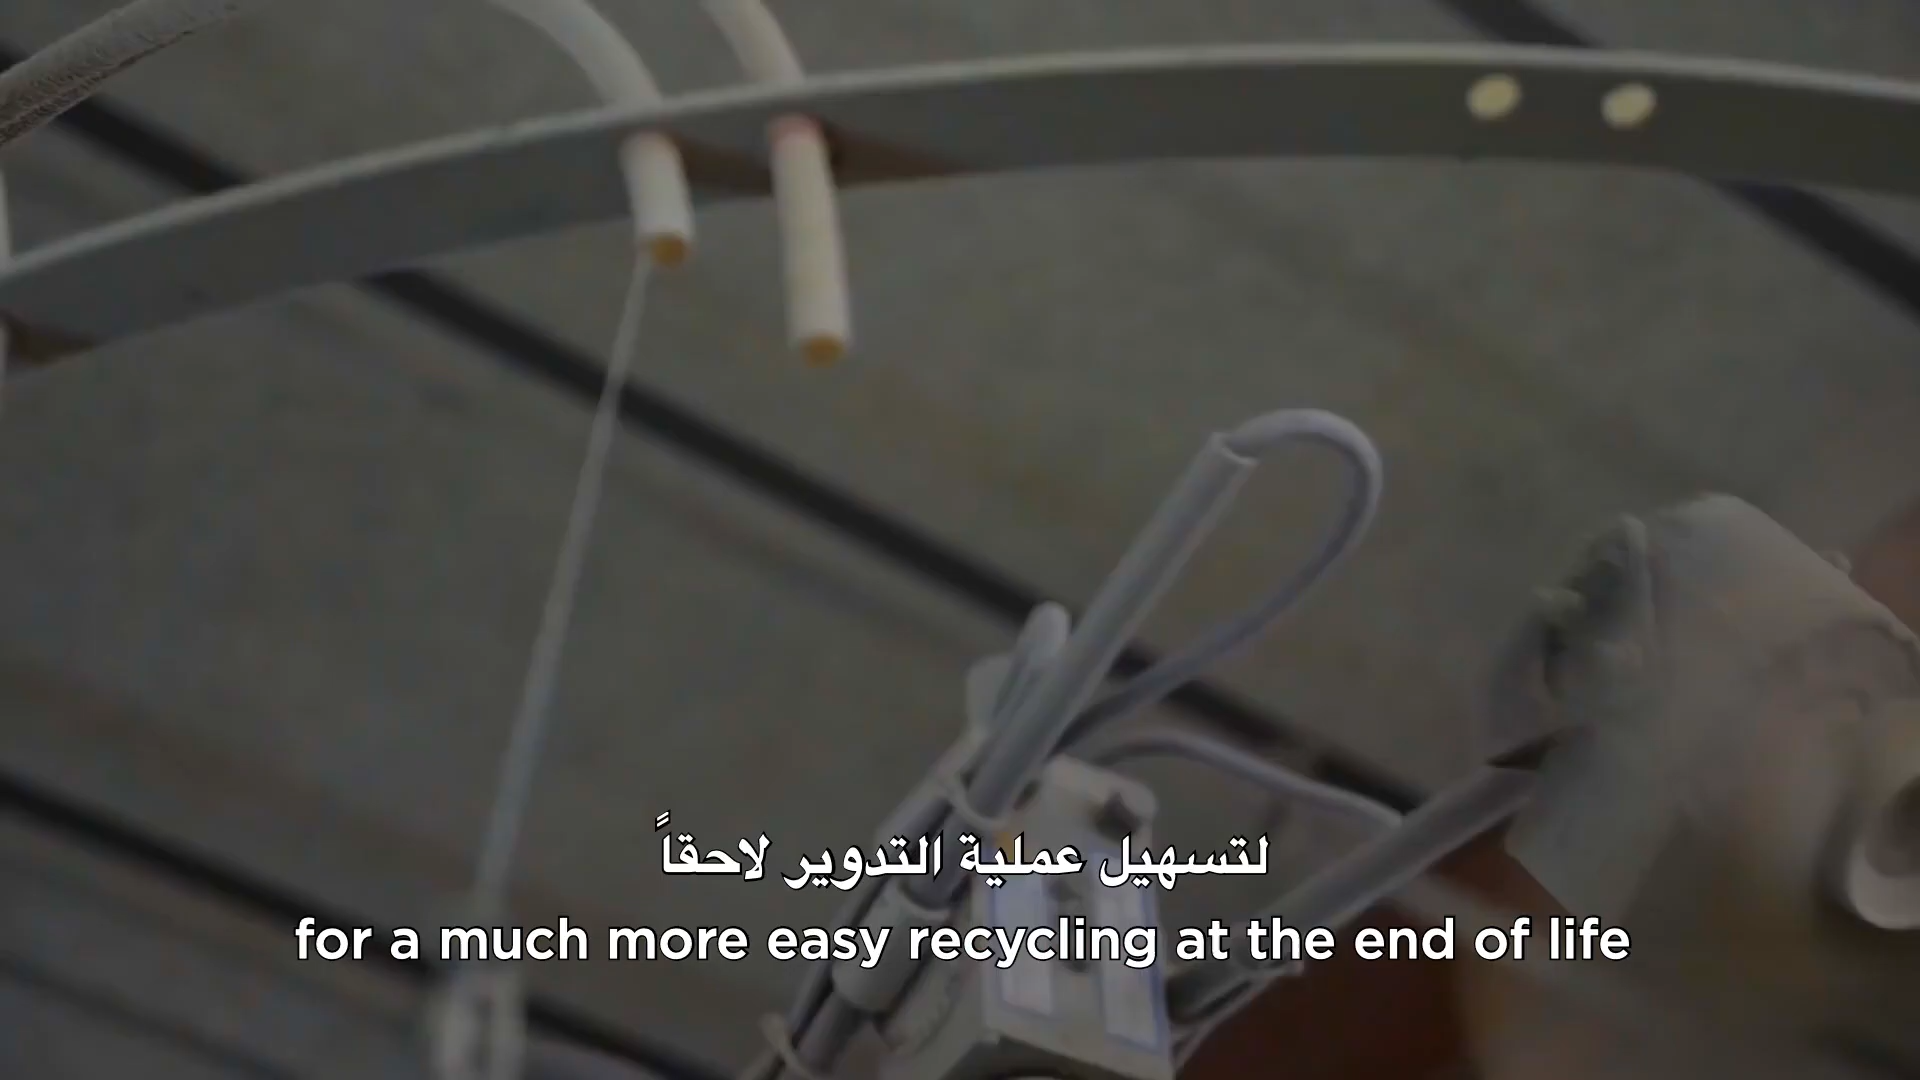 لتسهيل عملية التدوير لاحقاً
for a much more easy recycling at the end of life